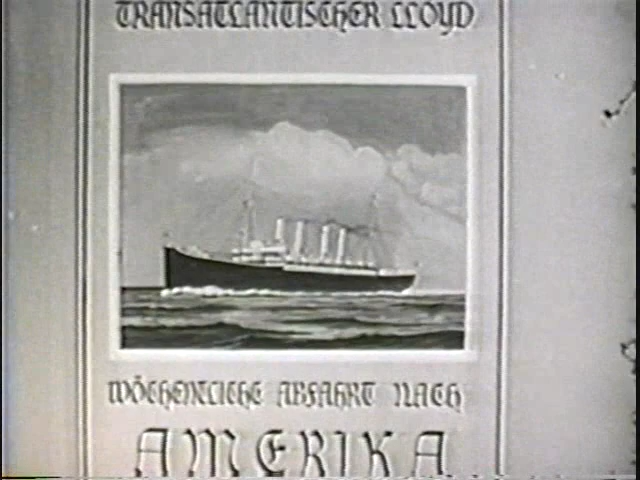 TRANSATLANTISCHER LLOYD
WÖCHENTLICHE ABFAHRT NACH
AMERIKA